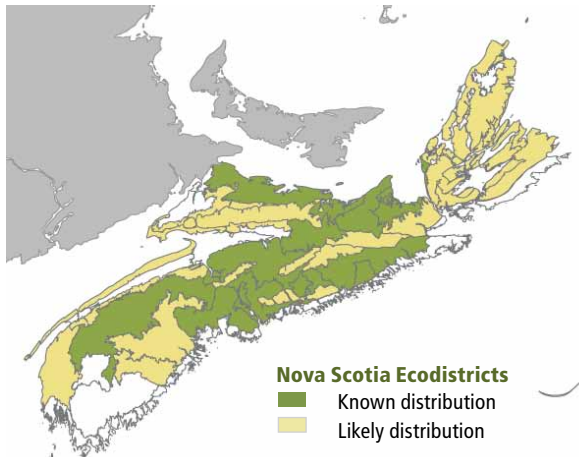 Nova Scotia Ecodistricts
Known distribution
Likely distribution